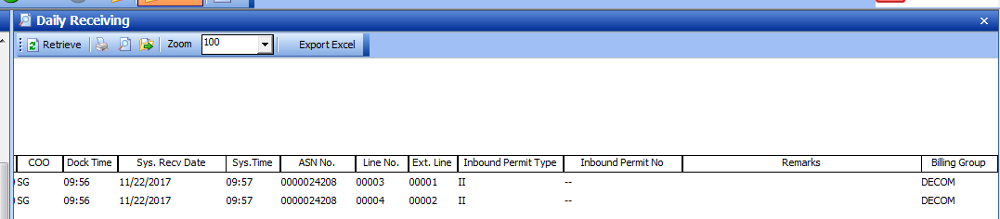 Daily Receiving
Retrieve Zoom 100 Export Excel
COO Dock Time Sys. Recv Date Sys.Time ASN No. Line No. Ext. Line Inbound Permit Type Inbound Permit No Remarks Billing Group
SG 09:56 11/22/2017 09:57 0000024208 00003 00001 II -- DECOM
SG 09:56 11/22/2017 09:57 0000024208 00004 00002 II -- DECOM